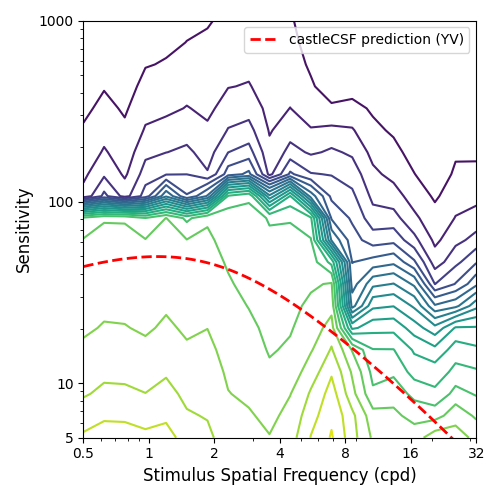 1000
castleCSF prediction (YV)
100
10
5
Sensitivity
0.5 1 2 4 8 16 32
Stimulus Spatial Frequency (cpd)